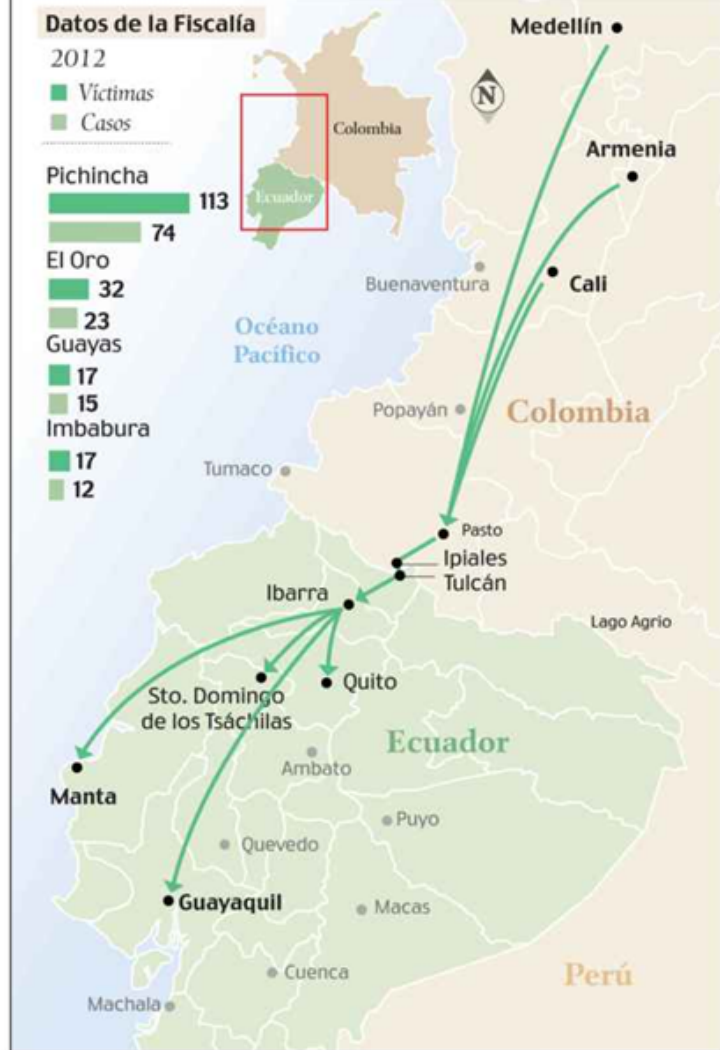 Datos de la Fiscalía
2012
Víctimas
Casos
Pichincha
113
74
El Oro
32
23
Guayas
17
15
Imbabura
17
12
Colombia
Ecuador
N
Medellín
Armenia
Cali
Buenaventura
Océano
Pacífico
Popayán
Colombia
Tumaco
Pasto
Ipiales
Tulcán
Ibarra
Lago Agrio
Sto. Domingo
de los Tsáchilas
Quito
Ecuador
Ambato
Manta
Puyo
Quevedo
Guayaquil
Macas
Cuenca
Perú
Machala